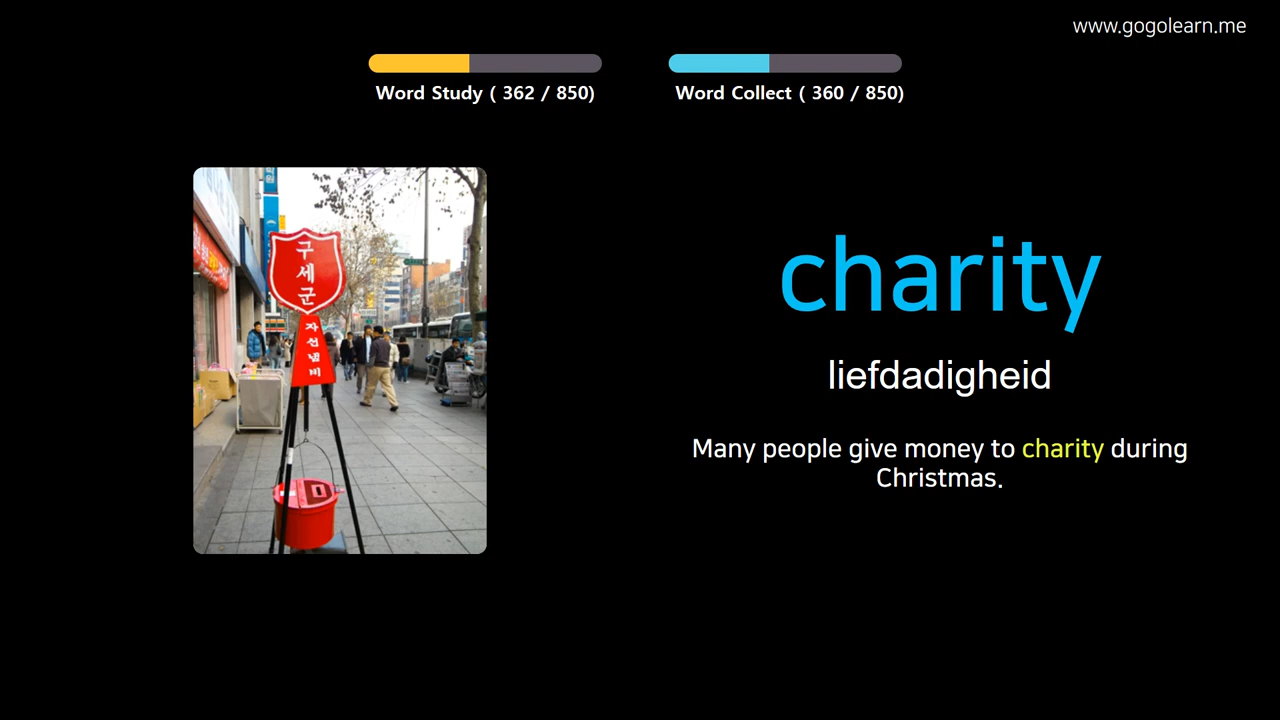 www.gogolearn.me
Word Study ( 362 / 850)
Word Collect ( 360 / 850)
구
세
군
자
선
냄
비
charity
liefdadigheid
Many people give money to charity during
Christmas.